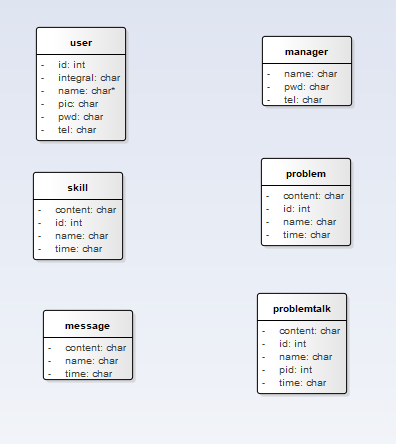 user
- id: int
- integral: char
- name: char*
- pic: char
- pwd: char
- tel: char
manager
- name: char
- pwd: char
- tel: char
skill
- content: char
- id: int
- name: char
- time: char
problem
- content: char
- id: int
- name: char
- time: char
message
- content: char
- name: char
- time: char
problemtalk
- content: char
- id: int
- name: char
- pid: int
- time: char